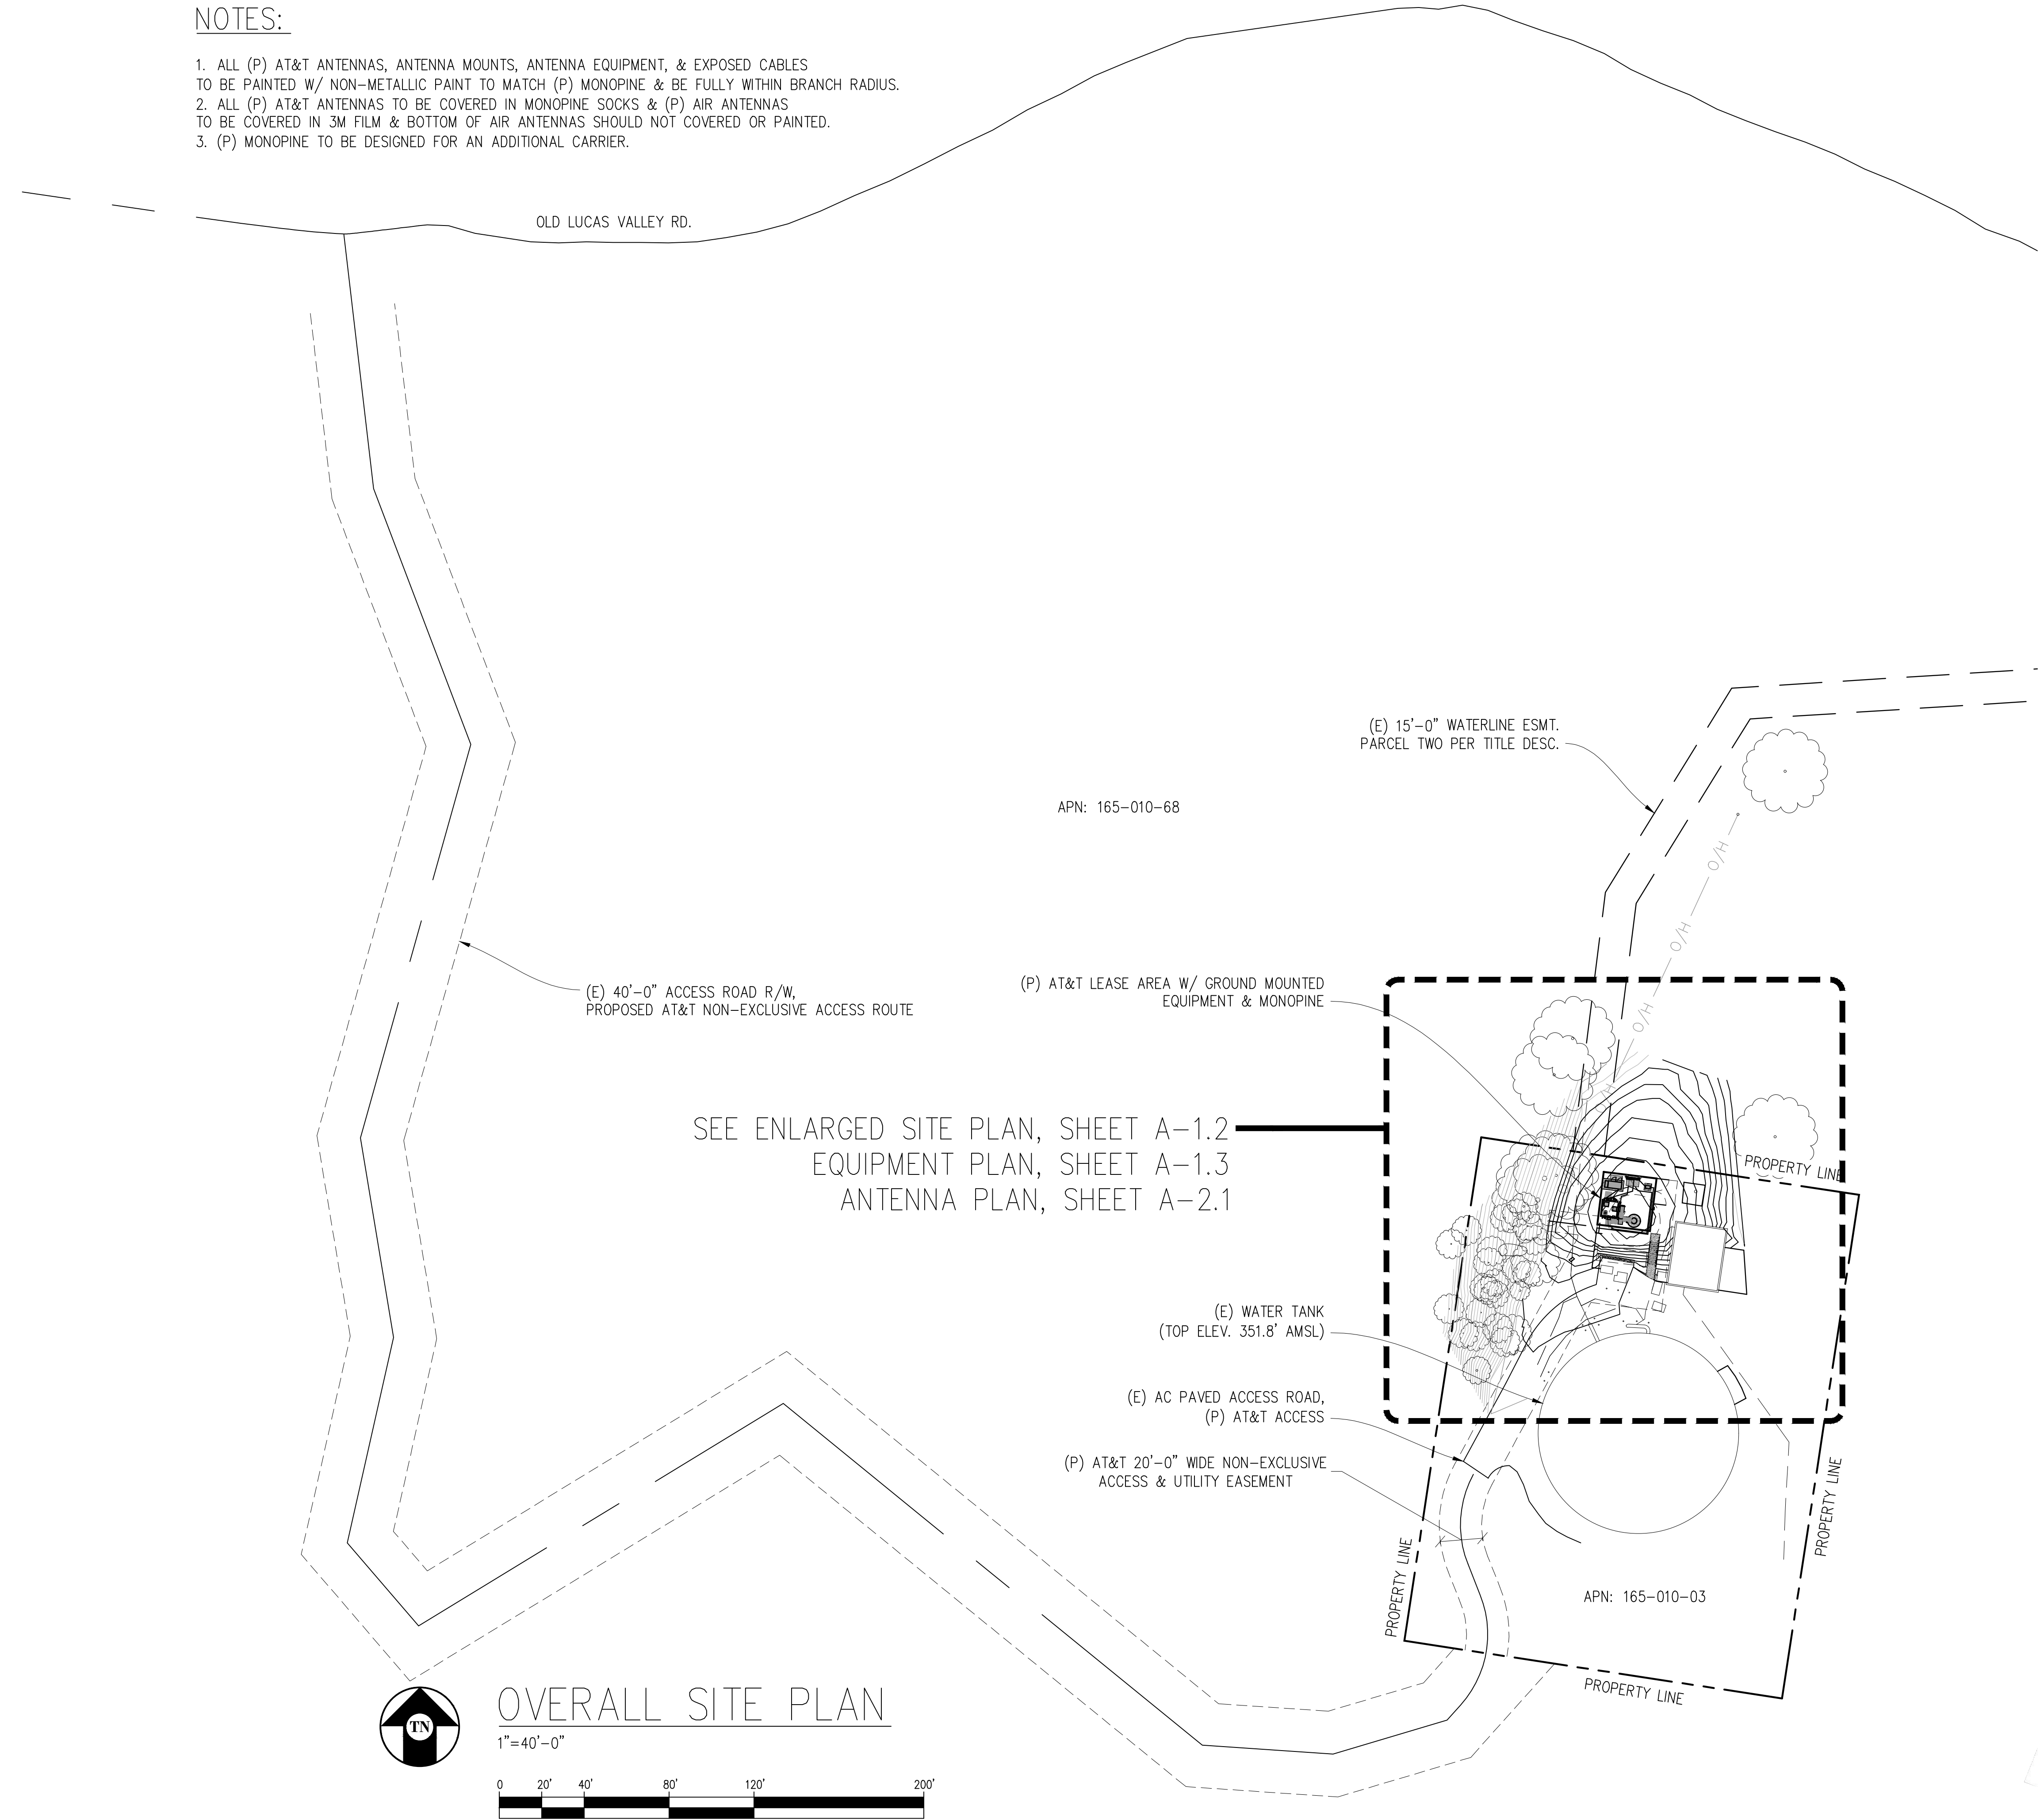 NOTES:
1. ALL (P) AT&T ANTENNAS, ANTENNA MOUNTS, ANTENNA EQUIPMENT, & EXPOSED CABLES
TO BE PAINTED W/ NON-METALLIC PAINT TO MATCH (P) MONOPINE & BE FULLY WITHIN BRANCH RADIUS.
2. ALL (P) AT&T ANTENNAS TO BE COVERED IN MONOPINE SOCKS & (P) AIR ANTENNAS
TO BE COVERED IN 3M FILM & BOTTOM OF AIR ANTENNAS SHOULD NOT COVERED OR PAINTED.
3. (P) MONOPINE TO BE DESIGNED FOR AN ADDITIONAL CARRIER.
OLD LUCAS VALLEY RD.
(E) 15'-0" WATERLINE ESMT.
PARCEL TWO PER TITLE DESC.
APN: 165-010-68
O/H
O/H
O/H
O/H
(E) 40'-0" ACCESS ROAD R/W,
PROPOSED AT&T NON-EXCLUSIVE ACCESS ROUTE
(P) AT&T LEASE AREA W/ GROUND MOUNTED
EQUIPMENT & MONOPINE
SEE ENLARGED SITE PLAN, SHEET A-1.2
EQUIPMENT PLAN, SHEET A-1.3
ANTENNA PLAN, SHEET A-2.1
PROPERTY LINE
(E) WATER TANK
(TOP ELEV. 351.8' AMSL)
(E) AC PAVED ACCESS ROAD,
(P) AT&T ACCESS
(P) AT&T 20'-0" WIDE NON-EXCLUSIVE
ACCESS & UTILITY EASEMENT
PROPERTY LINE
PROPERTY LINE
APN: 165-010-03
PROPERTY LINE
TN
OVERALL SITE PLAN
1"=40'-0"
0 20' 40' 80' 120' 200'